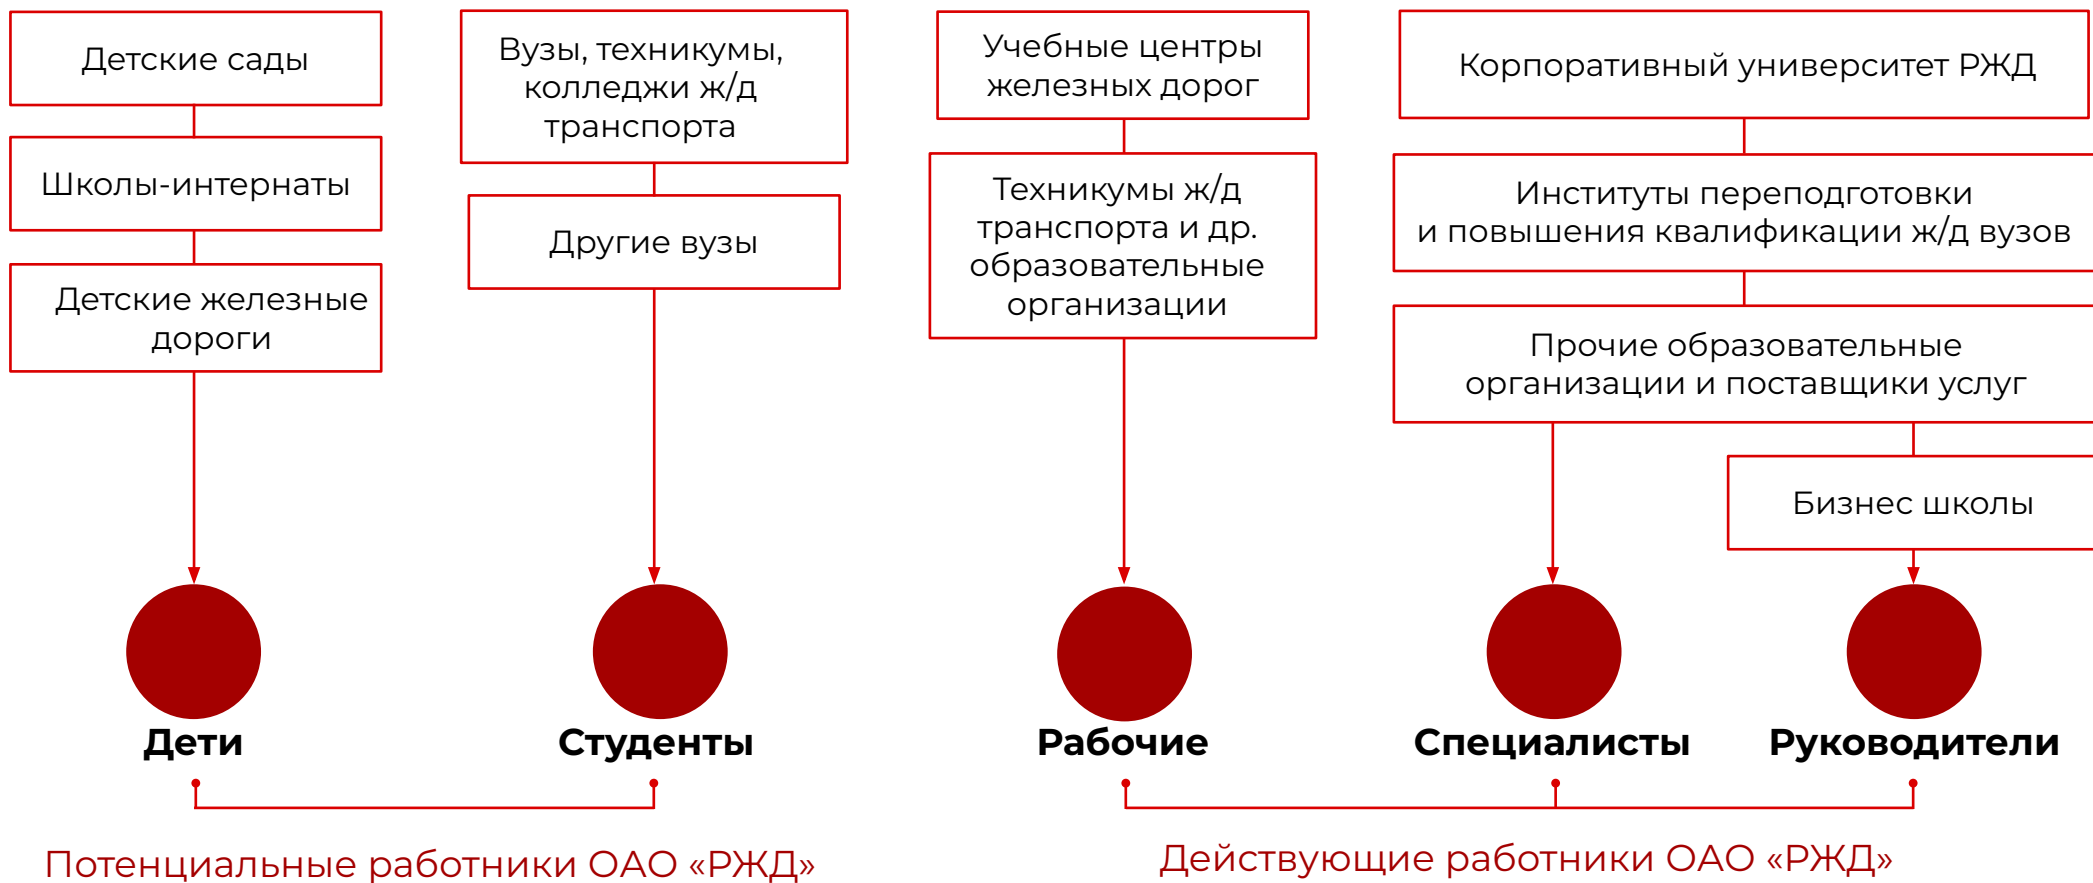 Детские сады
Школы-интернаты
Детские железные
дороги
Вузы, техникумы,
колледжи ж/д
транспорта
Другие вузы
Учебные центры
железных дорог
Техникумы ж/д
транспорта и др.
образовательные
организации
Корпоративный университет РЖД
Институты переподготовки
и повышения квалификации ж/д вузов
Прочие образовательные
организации и поставщики услуг
Бизнес школы
Дети
Студенты
Рабочие
Специалисты
Руководители
Потенциальные работники ОАО «РЖД»
Действующие работники ОАО «РЖД»